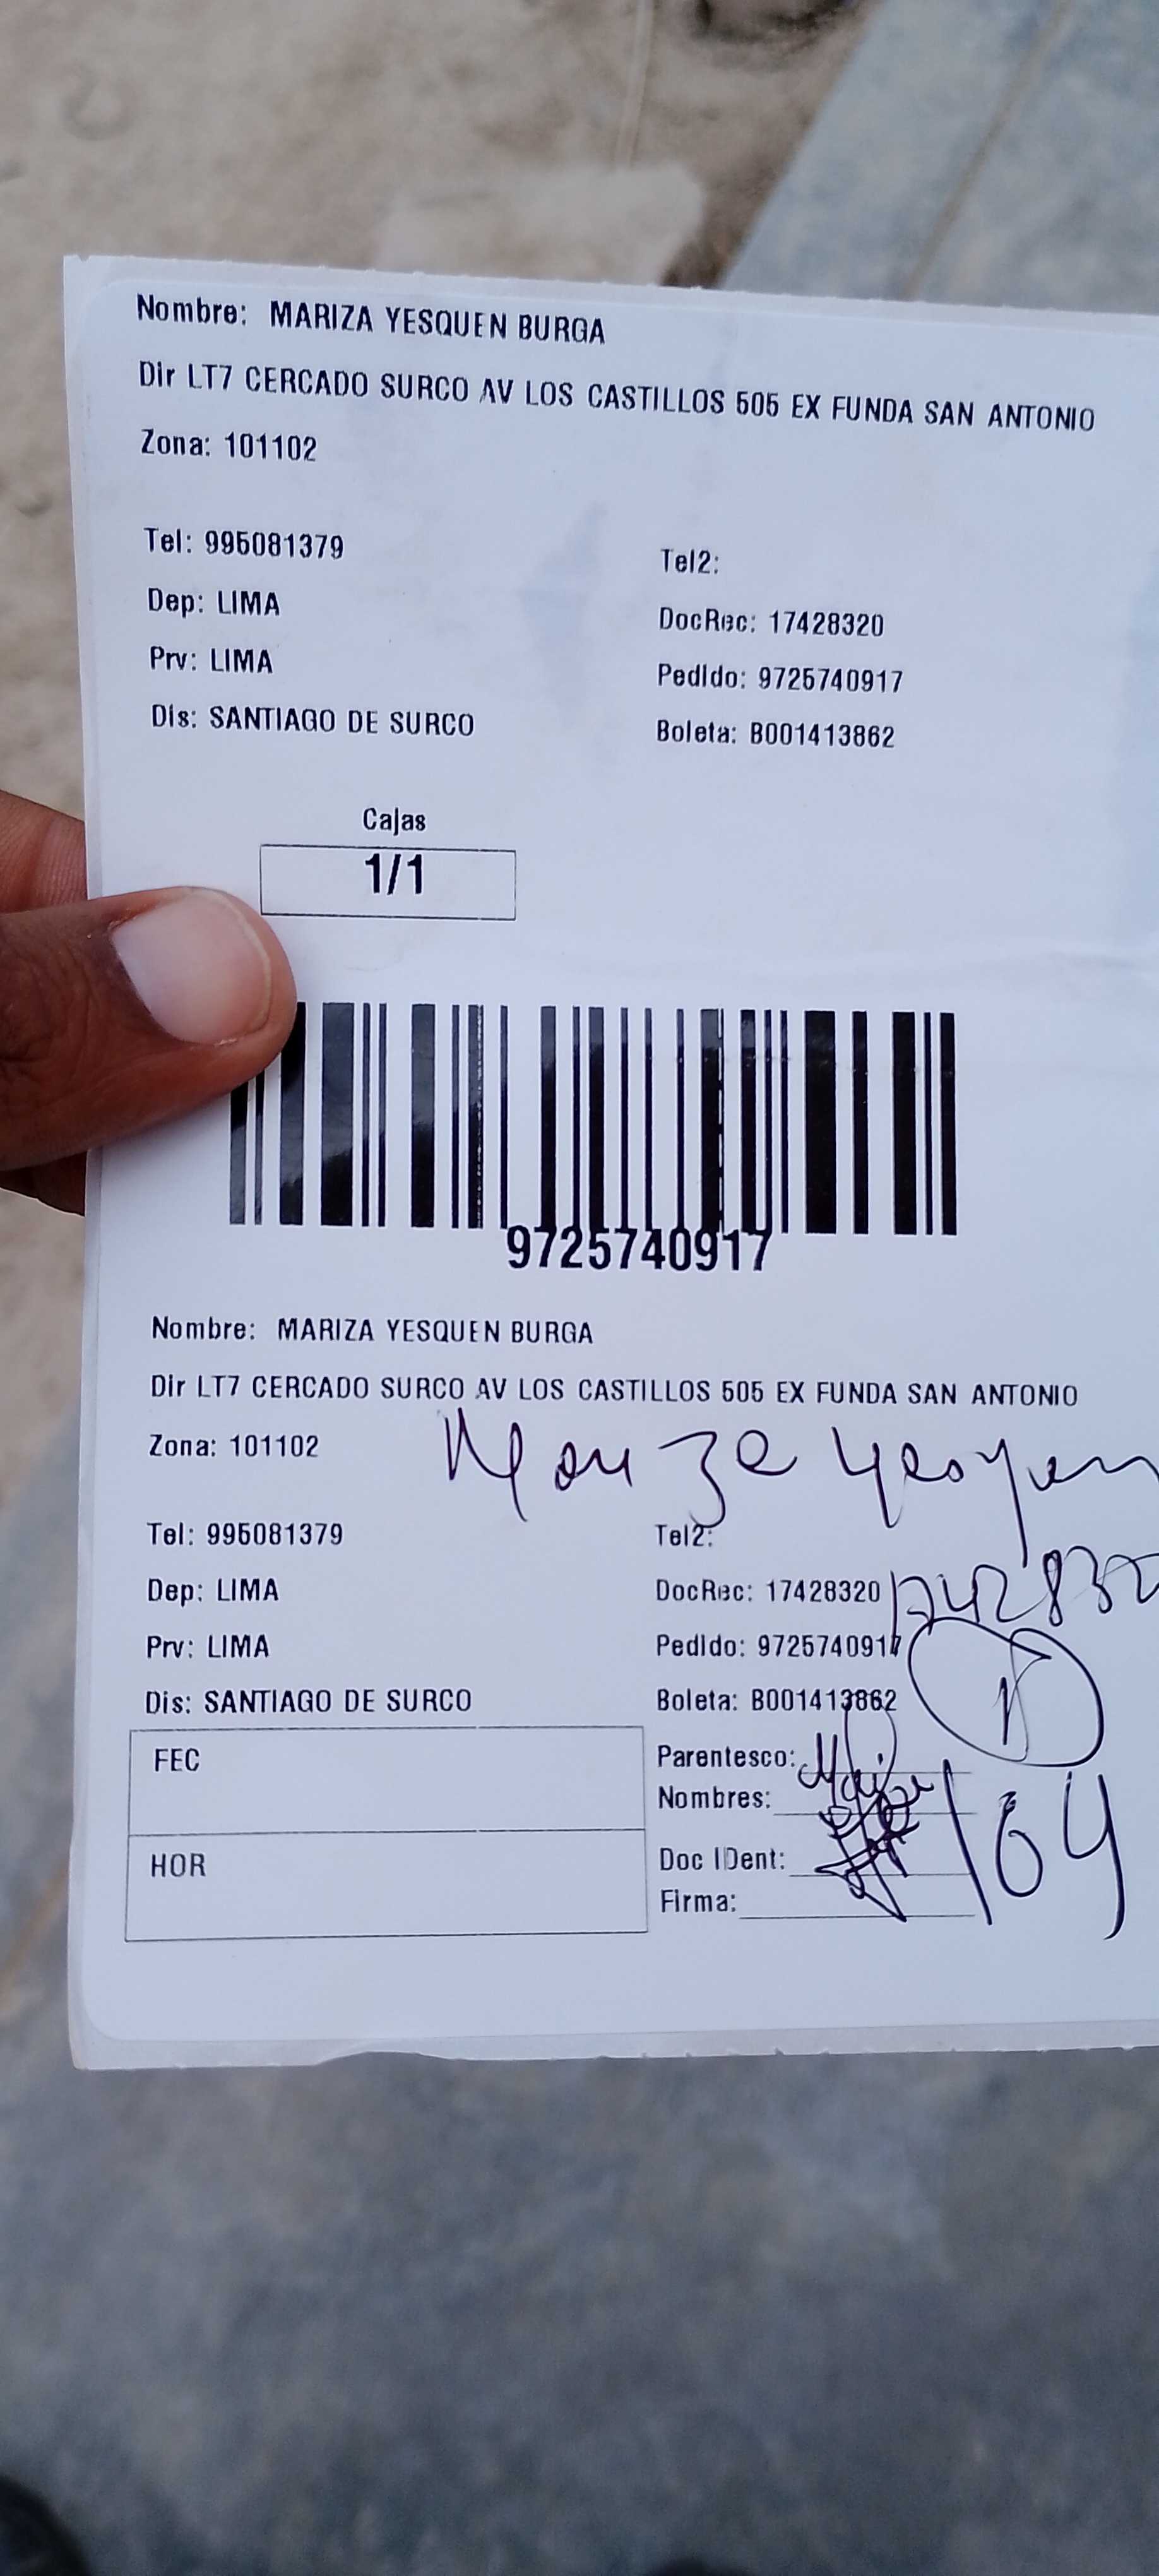 Nombre: MARIZA YESQUEN BURGA
Dir LT7 CERCADO SURCO AV LOS CASTILLOS 505 EX FUNDA SAN ANTONIO
Zona: 101102
Tel: 995081379
Tel2:
Dep: LIMA
DocRec: 17428320
Prv: LIMA
Pedido: 9725740917
Dis: SANTIAGO DE SURCO
Boleta: B001413862
Cajas
1/1
9725740917
Nombre: MARIZA YESQUEN BURGA
Dir LT7 CERCADO SURCO AV LOS CASTILLOS 505 EX FUNDA SAN ANTONIO
Zona: 101102
Tel: 995081379
Tel2:
Dep: LIMA
DocRec: 17428320
Prv: LIMA
Pedido: 9725740917
Dis: SANTIAGO DE SURCO
Boleta: B001413862
FEC
Parentesco:
Nombres:
HOR
Doc IDent:
Firma: